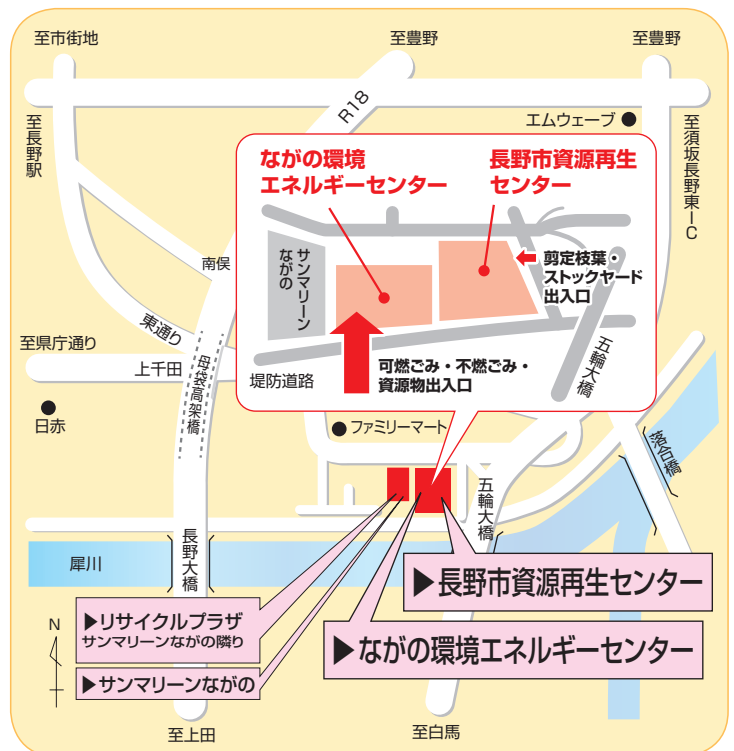 至市街地
至豊野
至豊野
R18
エムウェーブ
至長野駅
至須坂長野東IC
ながの環境
エネルギーセンター
長野市資源再生
センター
サンマリーン
ながの
剪定枝葉・
ストックヤード
出入口
南俣
東通り
至県庁通り
上千田
母袋高架橋
堤防道路
可燃ごみ・不燃ごみ・
資源物出入口
五輪大橋
日赤
ファミリーマート
落合橋
五輪大橋
長野大橋
犀川
▶長野市資源再生センター
▶リサイクルプラザ
サンマリーンながの隣り
▶ながの環境エネルギーセンター
▶サンマリーンながの
N
至上田
至白馬